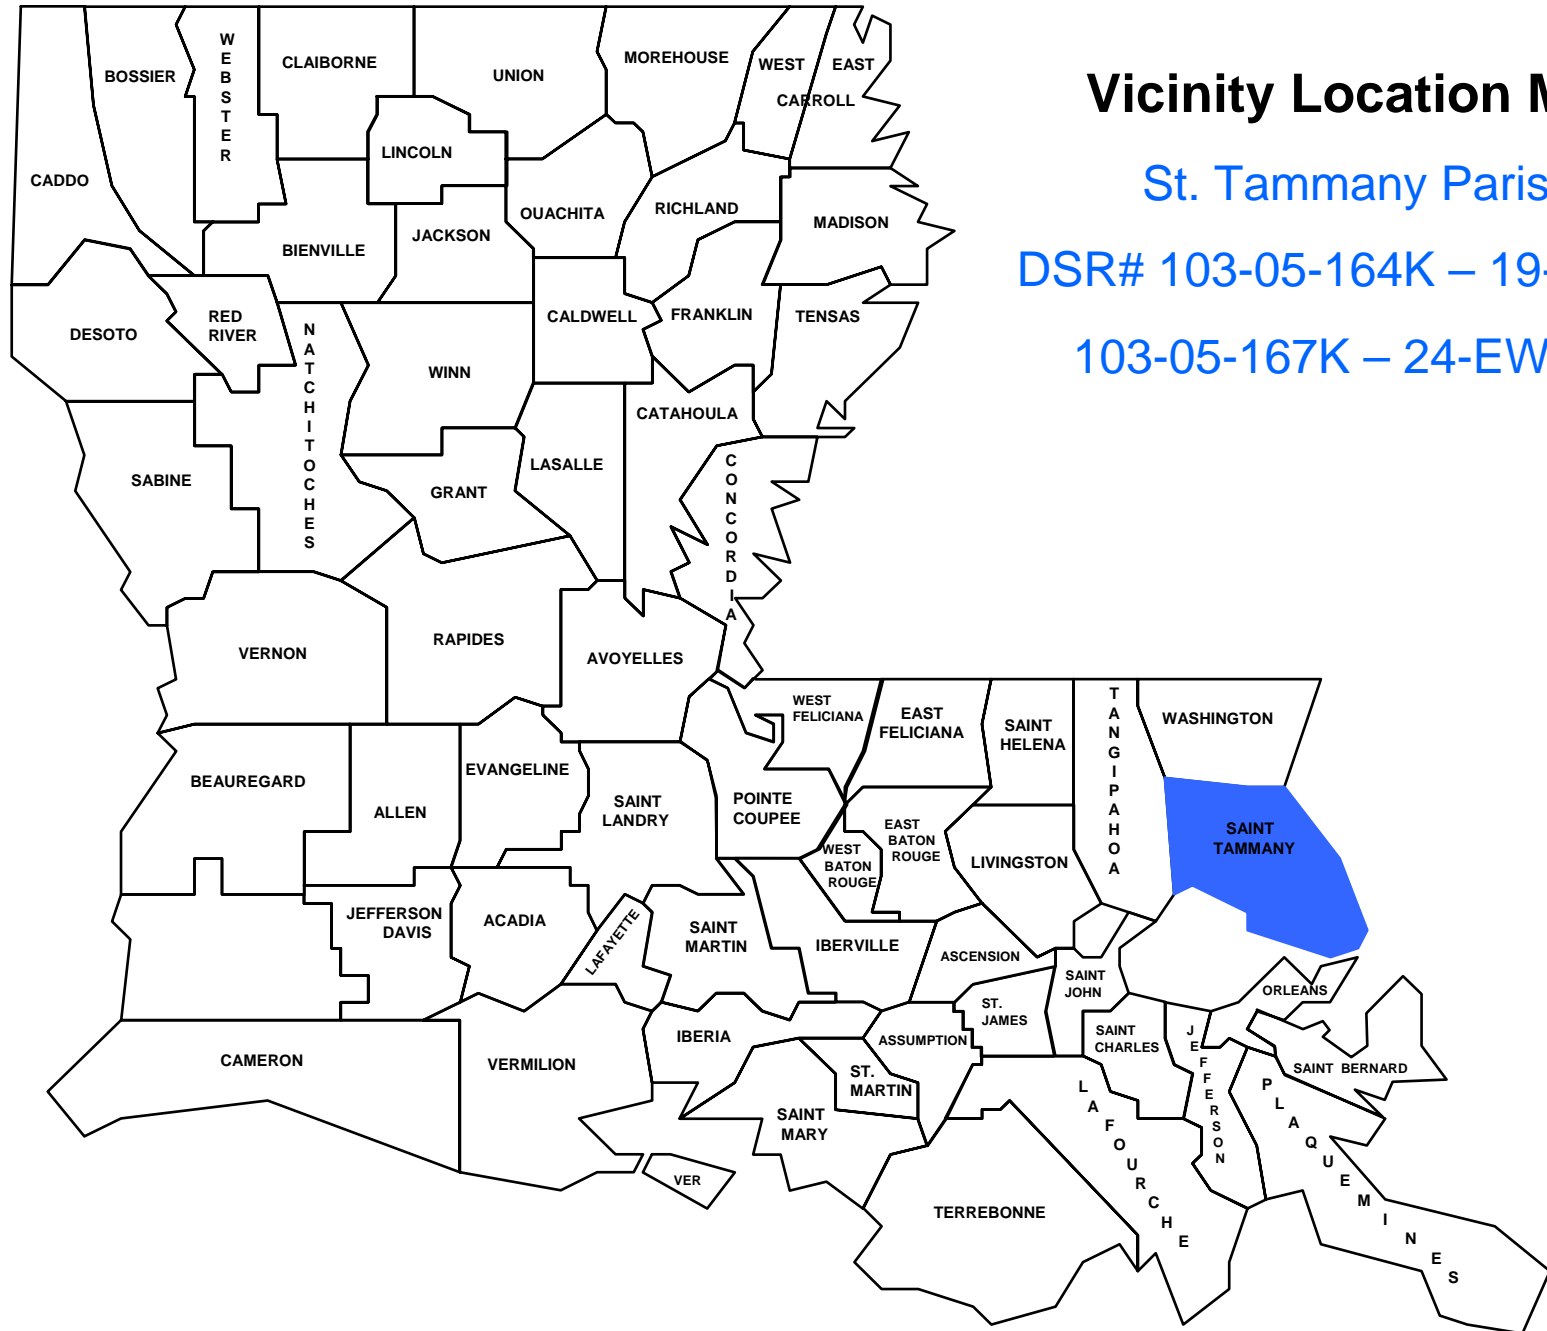 Vicinity Location M
St. Tammany Paris
DSR# 103-05-164K – 19-
103-05-167K – 24-EW
WEBSTER
CLAIBORNE
UNION
MOREHOUSE
WEST
EAST
CARROLL
BOSSIER
LINCOLN
CADDO
OUACHITA
RICHLAND
MADISON
BIENVILLE
JACKSON
DESOTO
RED
RIVER
NATCHITOCHES
CALDWELL
FRANKLIN
TENSAS
WINN
CATAHOULA
SABINE
GRANT
LASALLE
CONCORDIA
VERNON
RAPIDES
AVOYELLES
WEST
FELICIANA
EAST
FELICIANA
SAINT
HELENA
TANGIPAHOA
WASHINGTON
BEAUREGARD
ALLEN
EVANGELINE
SAINT
LANDRY
POINTE
COUPEE
WEST
BATON
ROUGE
EAST
BATON
ROUGE
LIVINGSTON
SAINT
TAMMANY
JEFFERSON
DAVIS
ACADIA
LAFAYETTE
SAINT
MARTIN
IBERVILLE
ASCENSION
SAINT
JOHN
ORLEANS
ST.
JAMES
CAMERON
VERMILION
IBERIA
ASSUMPTION
SAINT
CHARLES
JEFFERSON
SAINT BERNARD
ST.
MARTIN
SAINT
MARY
LAFOURCHE
PLAQUEMINES
VER
TERREBONNE